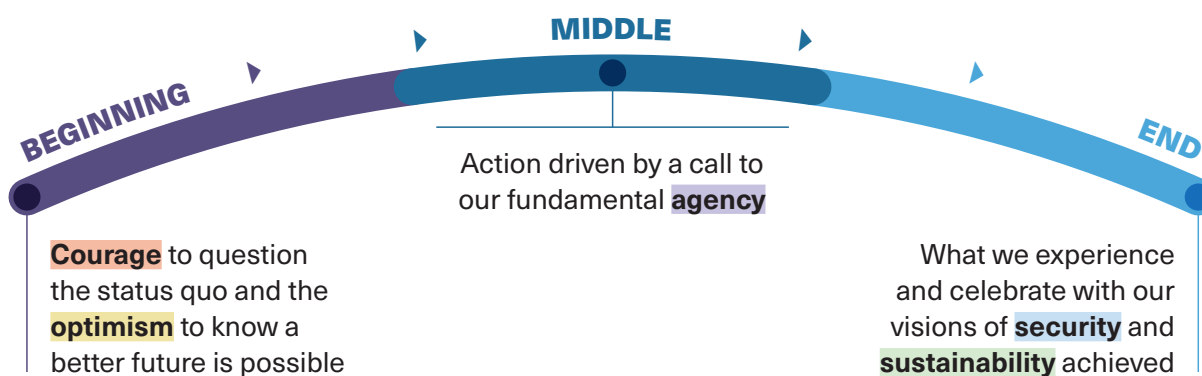 BEGINNING
MIDDLE
END
Action driven by a call to
our fundamental agency
Courage to question
the status quo and the
optimism to know a
better future is possible
What we experience
and celebrate with our
visions of security and
sustainability achieved